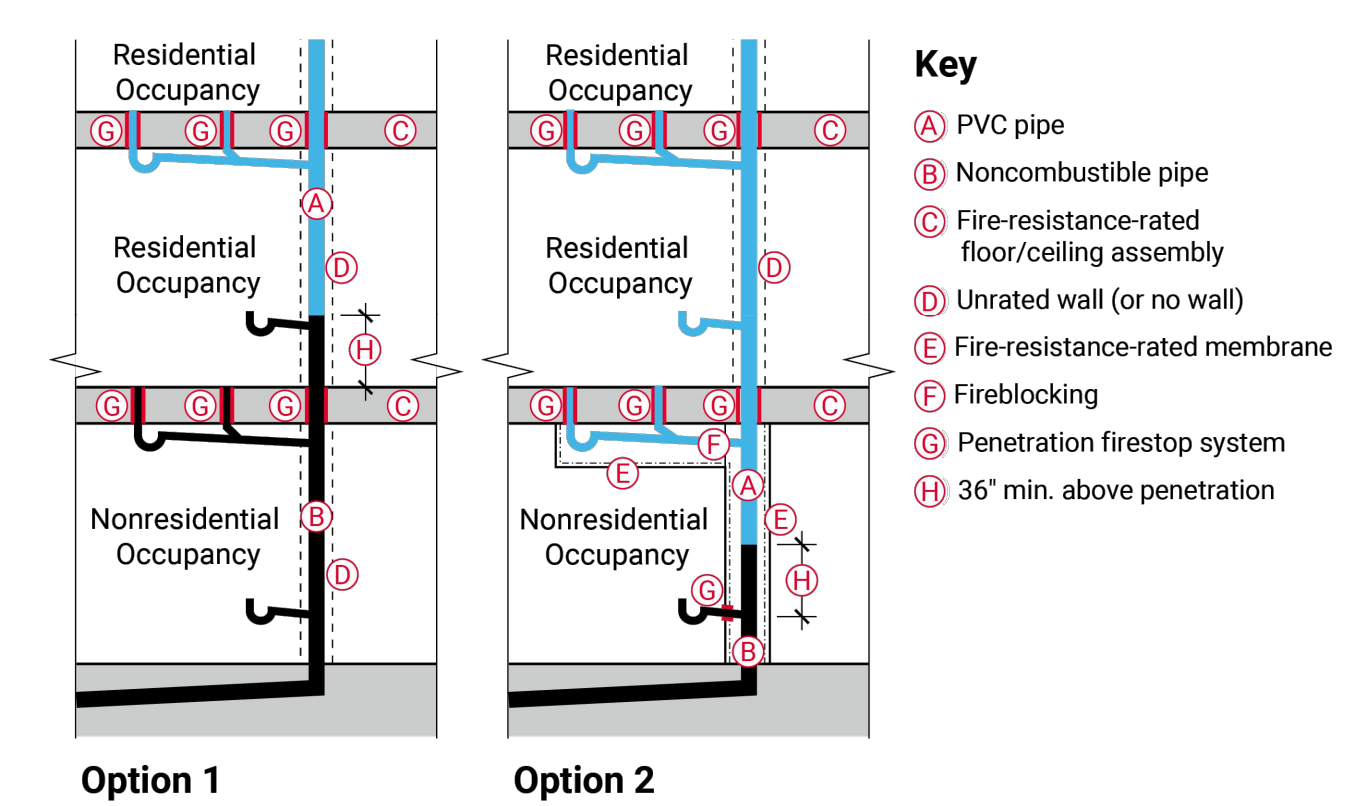 Residential
Occupancy
G
G
G
C
A
Residential
Occupancy
D
H
G
G
G
C
Nonresidential
Occupancy
B
D
Option 1
Residential
Occupancy
G
G
G
C
Residential
Occupancy
D
G
G
G
C
F
E
A
Nonresidential
Occupancy
E
G
H
B
Option 2
Key
A PVC pipe
B Noncombustible pipe
C Fire-resistance-rated
floor/ceiling assembly
D Unrated wall (or no wall)
E Fire-resistance-rated membrane
F Fireblocking
G Penetration firestop system
H 36" min. above penetration